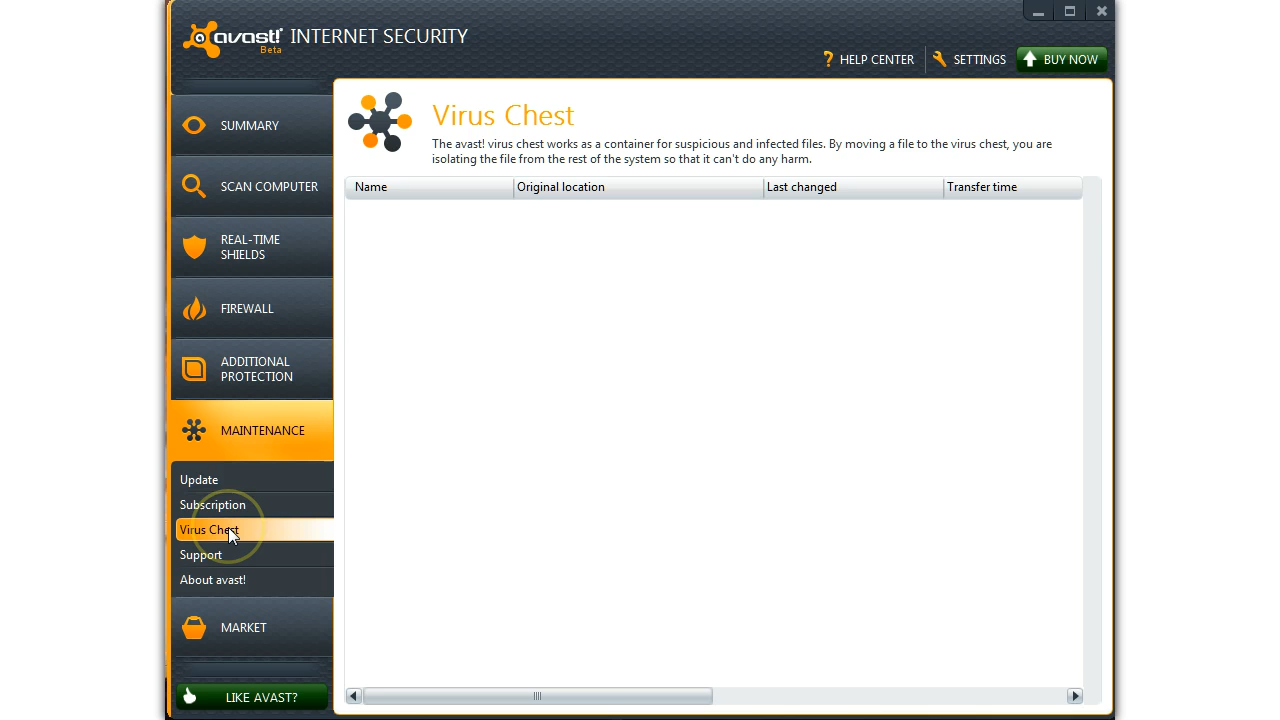 avast! INTERNET SECURITY
Beta
HELP CENTER
SETTINGS
BUY NOW
SUMMARY
SCAN COMPUTER
REAL-TIME
SHIELDS
FIREWALL
ADDITIONAL
PROTECTION
MAINTENANCE
Update
Subscription
Virus Chest
Support
About avast!
MARKET
LIKE AVAST?
Virus Chest
The avast! virus chest works as a container for suspicious and infected files. By moving a file to the virus chest, you are
isolating the file from the rest of the system so that it can't do any harm.
Name Original location Last changed Transfer time